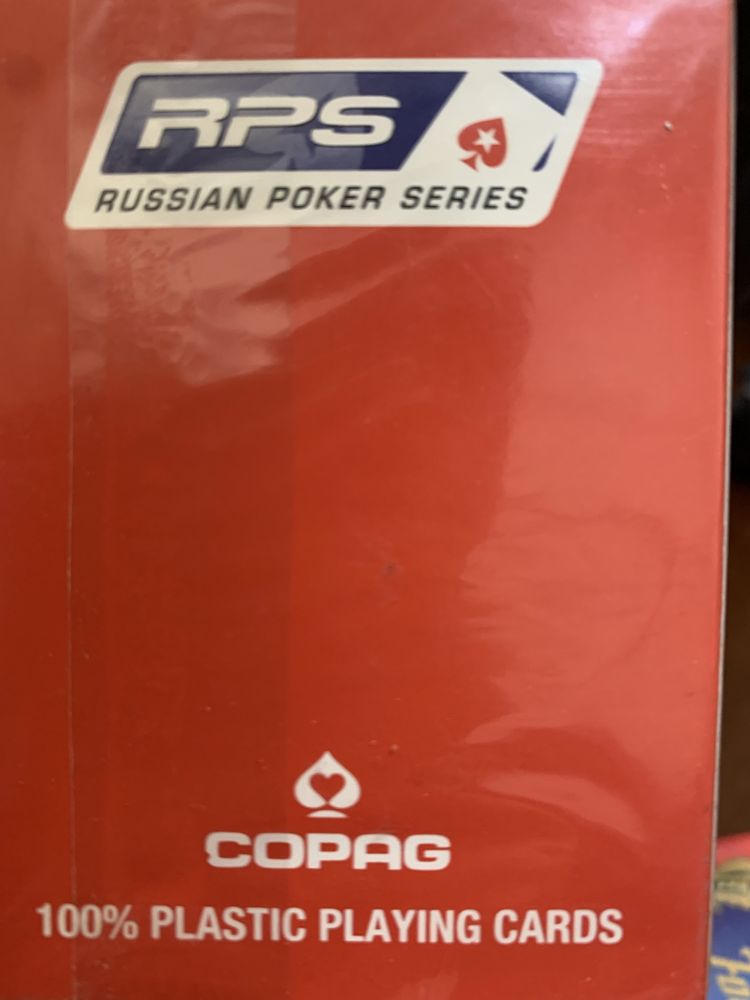 RPS
RUSSIAN POKER SERIES
COPAG
100% PLASTIC PLAYING CARDS